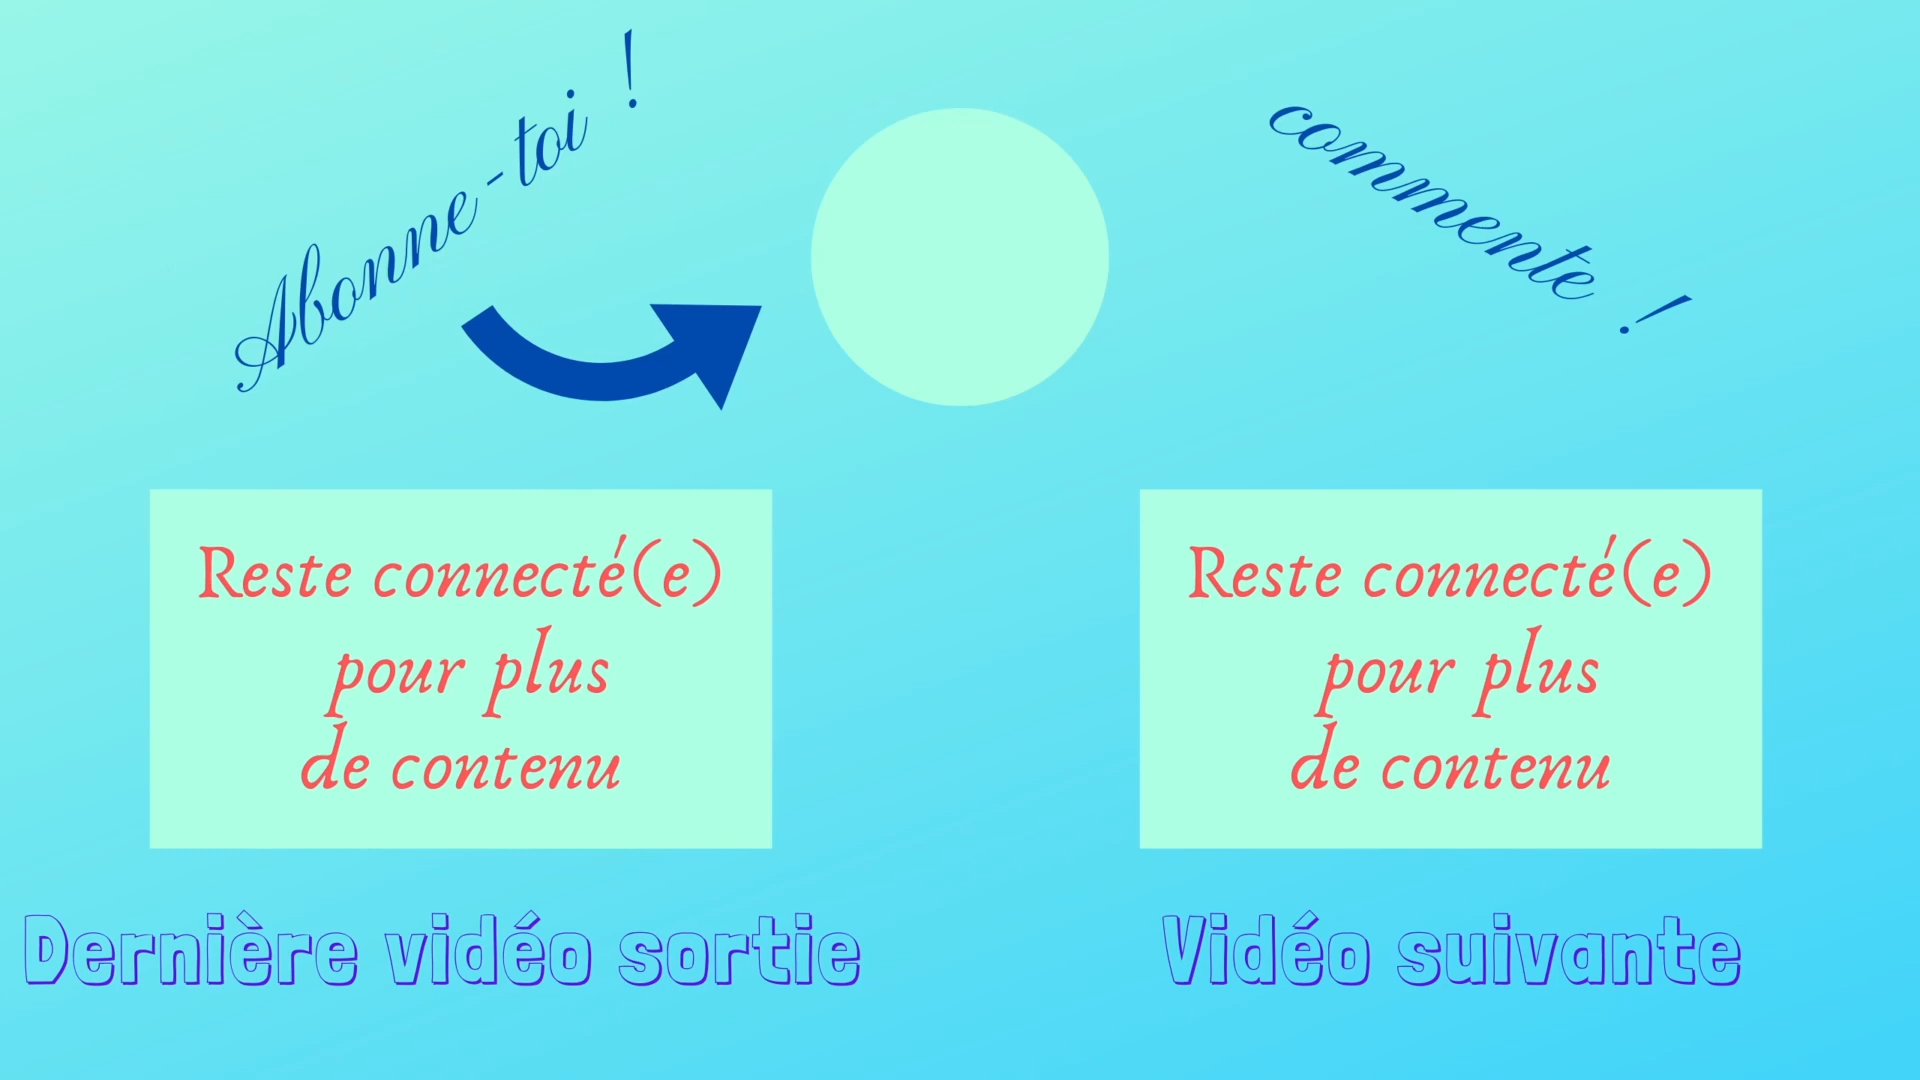 Abonne-toi !
commente !
Reste connecté(e)
pour plus
de contenu
Reste connecté(e)
pour plus
de contenu
Dernière vidéo sortie
Vidéo suivante